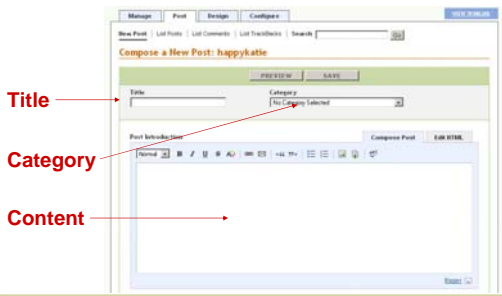 Manage Post Design Configure
New Post | List Posts | List Comments | List TrackBacks | Search Go
Compose a New Post: happykatie
PREVIEW SAVE
Title
Title Category
No Category Selected
Category
Post Introduction Compose Post Edit HTML
Normal B I U
Content